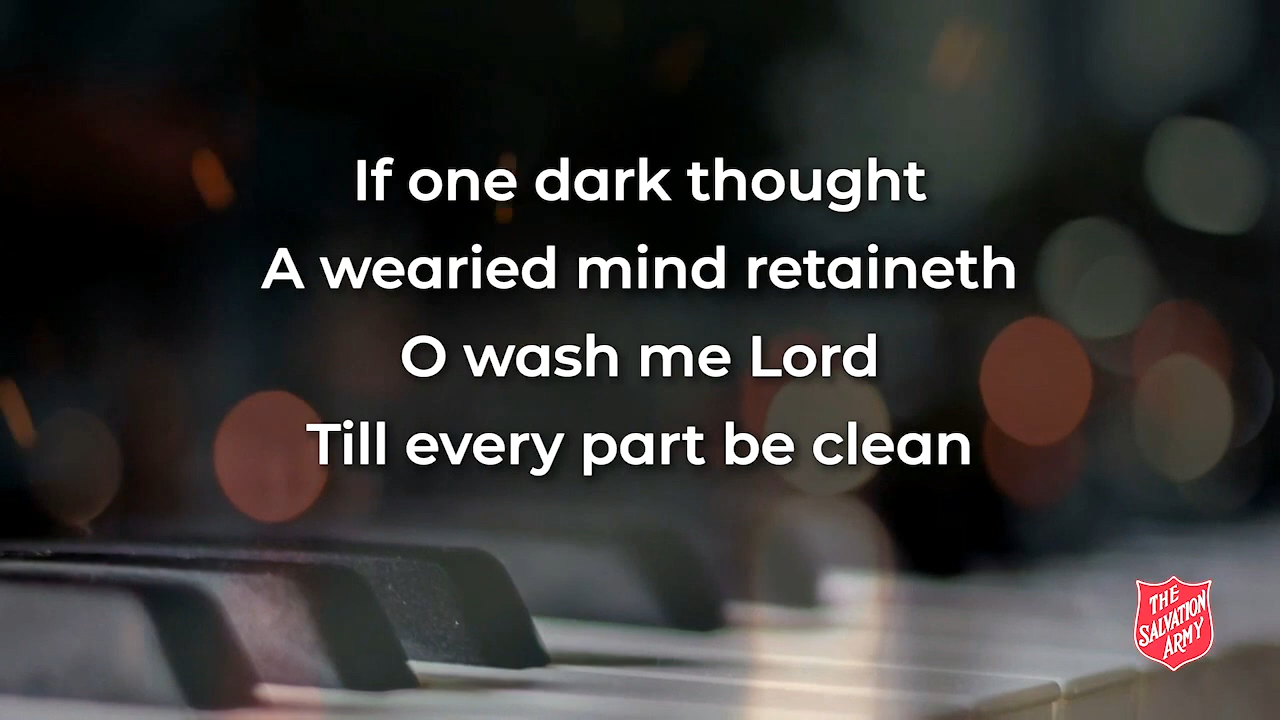 If one dark thought
A wearied mind retaineth
O wash me Lord
Till every part be clean
THE
SALVATION
ARMY